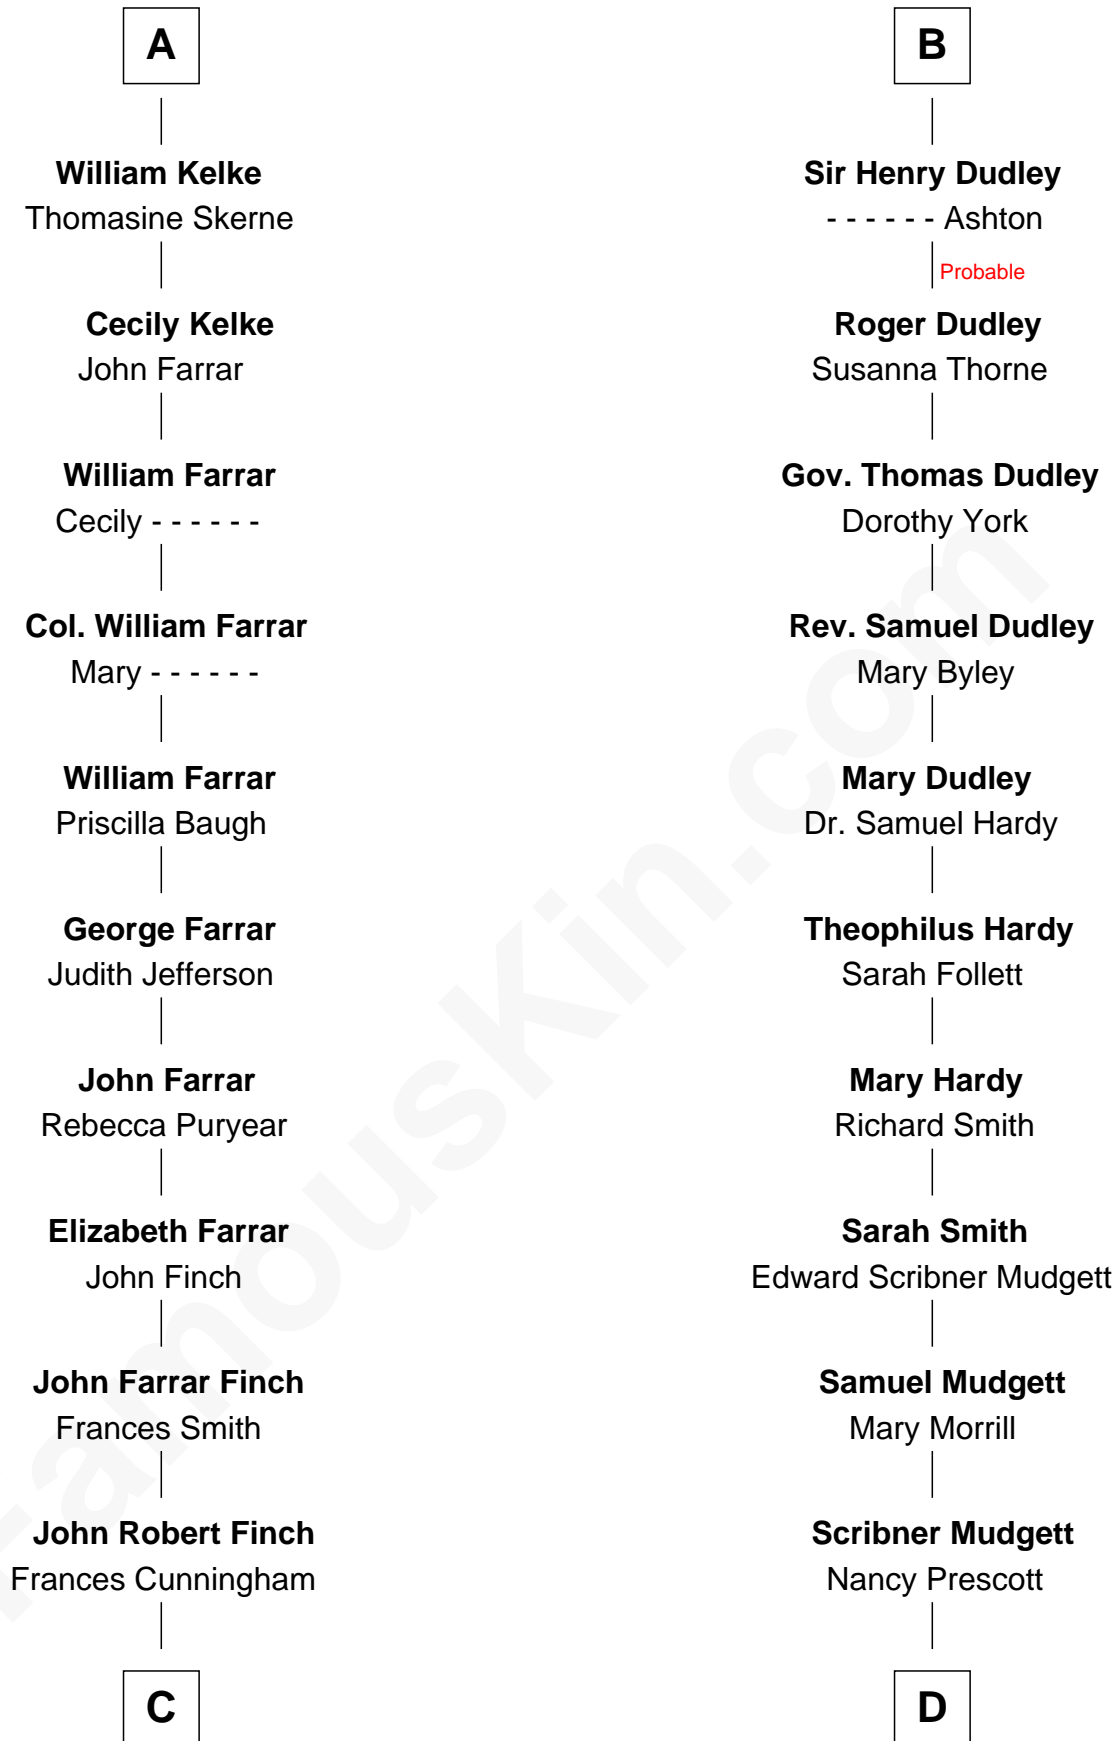 A
William Kelke
Thomasine Skerne
Cecily Kelke
John Farrar
William Farrar
Cecily - - - - - -
Col. William Farrar
Mary - - - - - -
William Farrar
Priscilla Baugh
George Farrar
Judith Jefferson
John Farrar
Rebecca Puryear
Elizabeth Farrar
John Finch
John Farrar Finch
Frances Smith
John Robert Finch
Frances Cunningham
C
B
Sir Henry Dudley
- - - - - - Ashton
Probable
Roger Dudley
Susanna Thorne
Gov. Thomas Dudley
Dorothy York
Rev. Samuel Dudley
Mary Byley
Mary Dudley
Dr. Samuel Hardy
Theophilus Hardy
Sarah Follett
Mary Hardy
Richard Smith
Sarah Smith
Edward Scribner Mudgett
Samuel Mudgett
Mary Morrill
Scribner Mudgett
Nancy Prescott
D
FamousKin.com